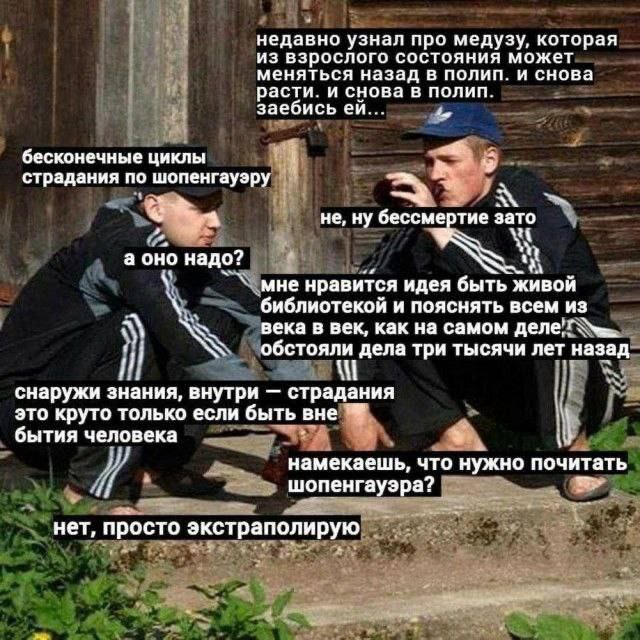 недавно узнал про медузу, которая
из взрослого состояния может
меняться назад в полип. и снова
расти. и снова в полип.
заебись ей...
бесконечные циклы
страдания по шопенгауэру
не, ну бессмертие зато
а оно надо?
мне нравится идея быть живой
библиотекой и пояснять всем из
века в век, как на самом деле
обстояли дела три тысячи лет назад
снаружи знания, внутри — страдания
это круто только если быть вне
бытия человека
намекаешь, что нужно почитать
шопенгауэра?
нет, просто экстраполирую